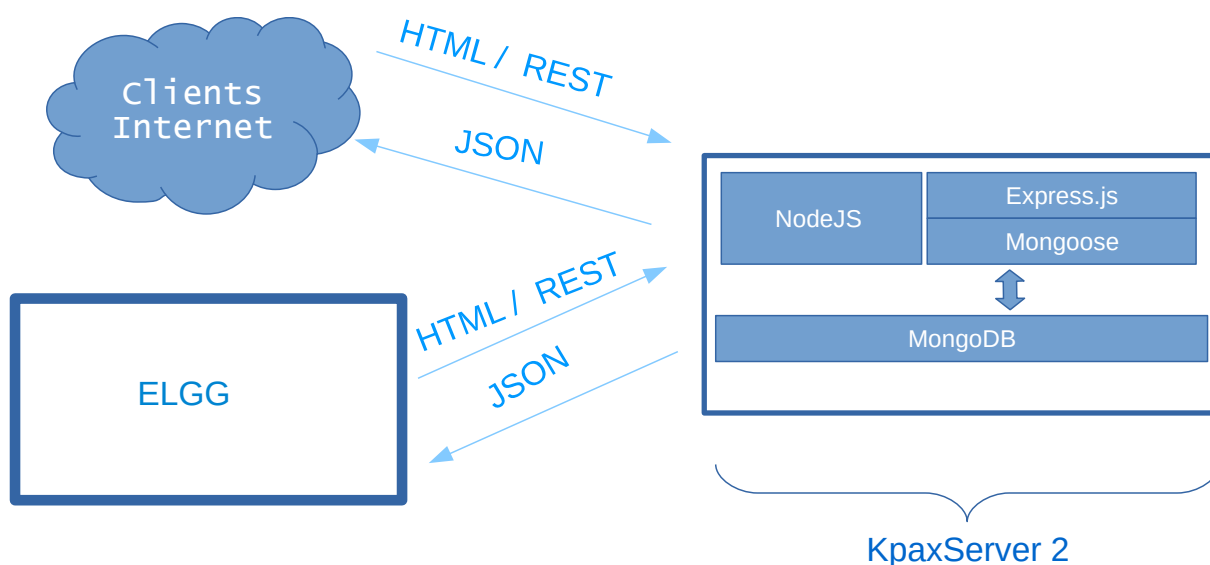 Clients
Internet
HTML / REST
JSON
NodeJS
Express.js
Mongoose
MongoDB
HTML / REST
JSON
ELGG
KpaxServer 2